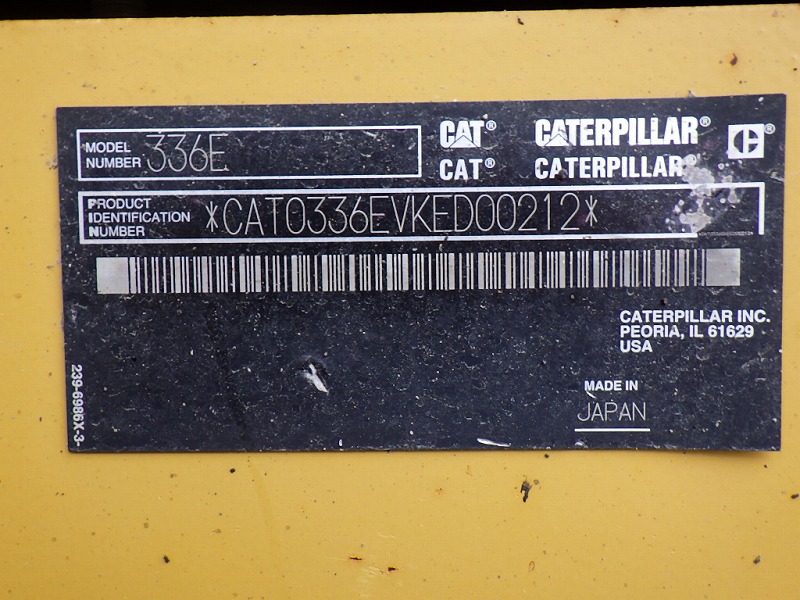 MODEL NUMBER 336E
CAT® CATERPILLAR® C®
CAT® CATERPILLAR®
PRODUCT IDENTIFICATION NUMBER *CAT0336EVKED00212*
CATERPILLAR INC.
PEORIA, IL 61629
USA
239-6986X-3-
MADE IN
JAPAN